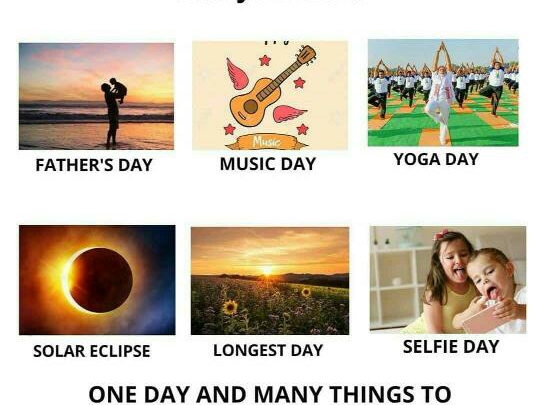 Music
FATHER'S DAY
MUSIC DAY
YOGA DAY
SOLAR ECLIPSE
LONGEST DAY
SELFIE DAY
ONE DAY AND MANY THINGS TO